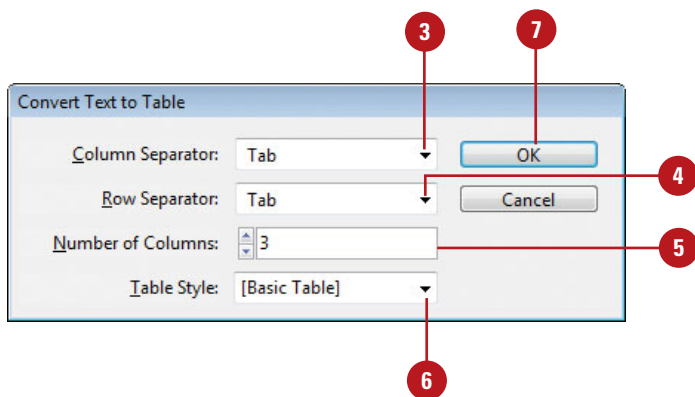 3 7
Convert Text to Table
Column Separator: Tab OK
Row Separator: Tab Cancel 4
Number of Columns: 3 5
Table Style: [Basic Table]
6